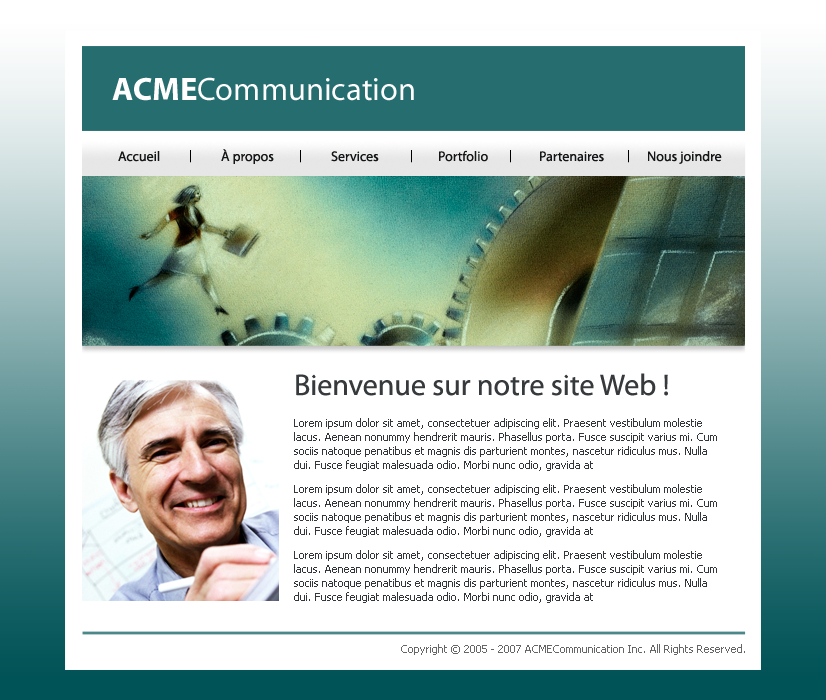 ACMECommunication
Accueil | À propos | Services | Portfolio | Partenaires | Nous joindre
Bienvenue sur notre site Web !
Lorem ipsum dolor sit amet, consectetuer adipiscing elit. Praesent vestibulum molestie
lacus. Aenean nonummy hendrerit mauris. Phasellus porta. Fusce suscipit varius mi. Cum
sociis natoque penatibus et magnis dis parturient montes, nascetur ridiculus mus. Nulla
dui. Fusce feugiat malesuada odio. Morbi nunc odio, gravida at
Lorem ipsum dolor sit amet, consectetuer adipiscing elit. Praesent vestibulum molestie
lacus. Aenean nonummy hendrerit mauris. Phasellus porta. Fusce suscipit varius mi. Cum
sociis natoque penatibus et magnis dis parturient montes, nascetur ridiculus mus. Nulla
dui. Fusce feugiat malesuada odio. Morbi nunc odio, gravida at
Lorem ipsum dolor sit amet, consectetuer adipiscing elit. Praesent vestibulum molestie
lacus. Aenean nonummy hendrerit mauris. Phasellus porta. Fusce suscipit varius mi. Cum
sociis natoque penatibus et magnis dis parturient montes, nascetur ridiculus mus. Nulla
dui. Fusce feugiat malesuada odio. Morbi nunc odio, gravida at
Copyright © 2005 - 2007 ACMECommunication Inc. All Rights Reserved.